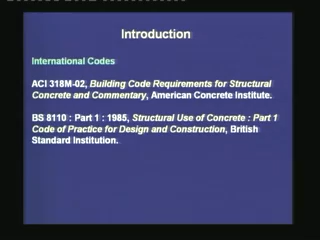 Introduction
International Codes
ACI 318M-02, Building Code Requirements for Structural
Concrete and Commentary, American Concrete Institute.
BS 8110 : Part 1 : 1985, Structural Use of Concrete : Part 1
Code of Practice for Design and Construction, British
Standard Institution.